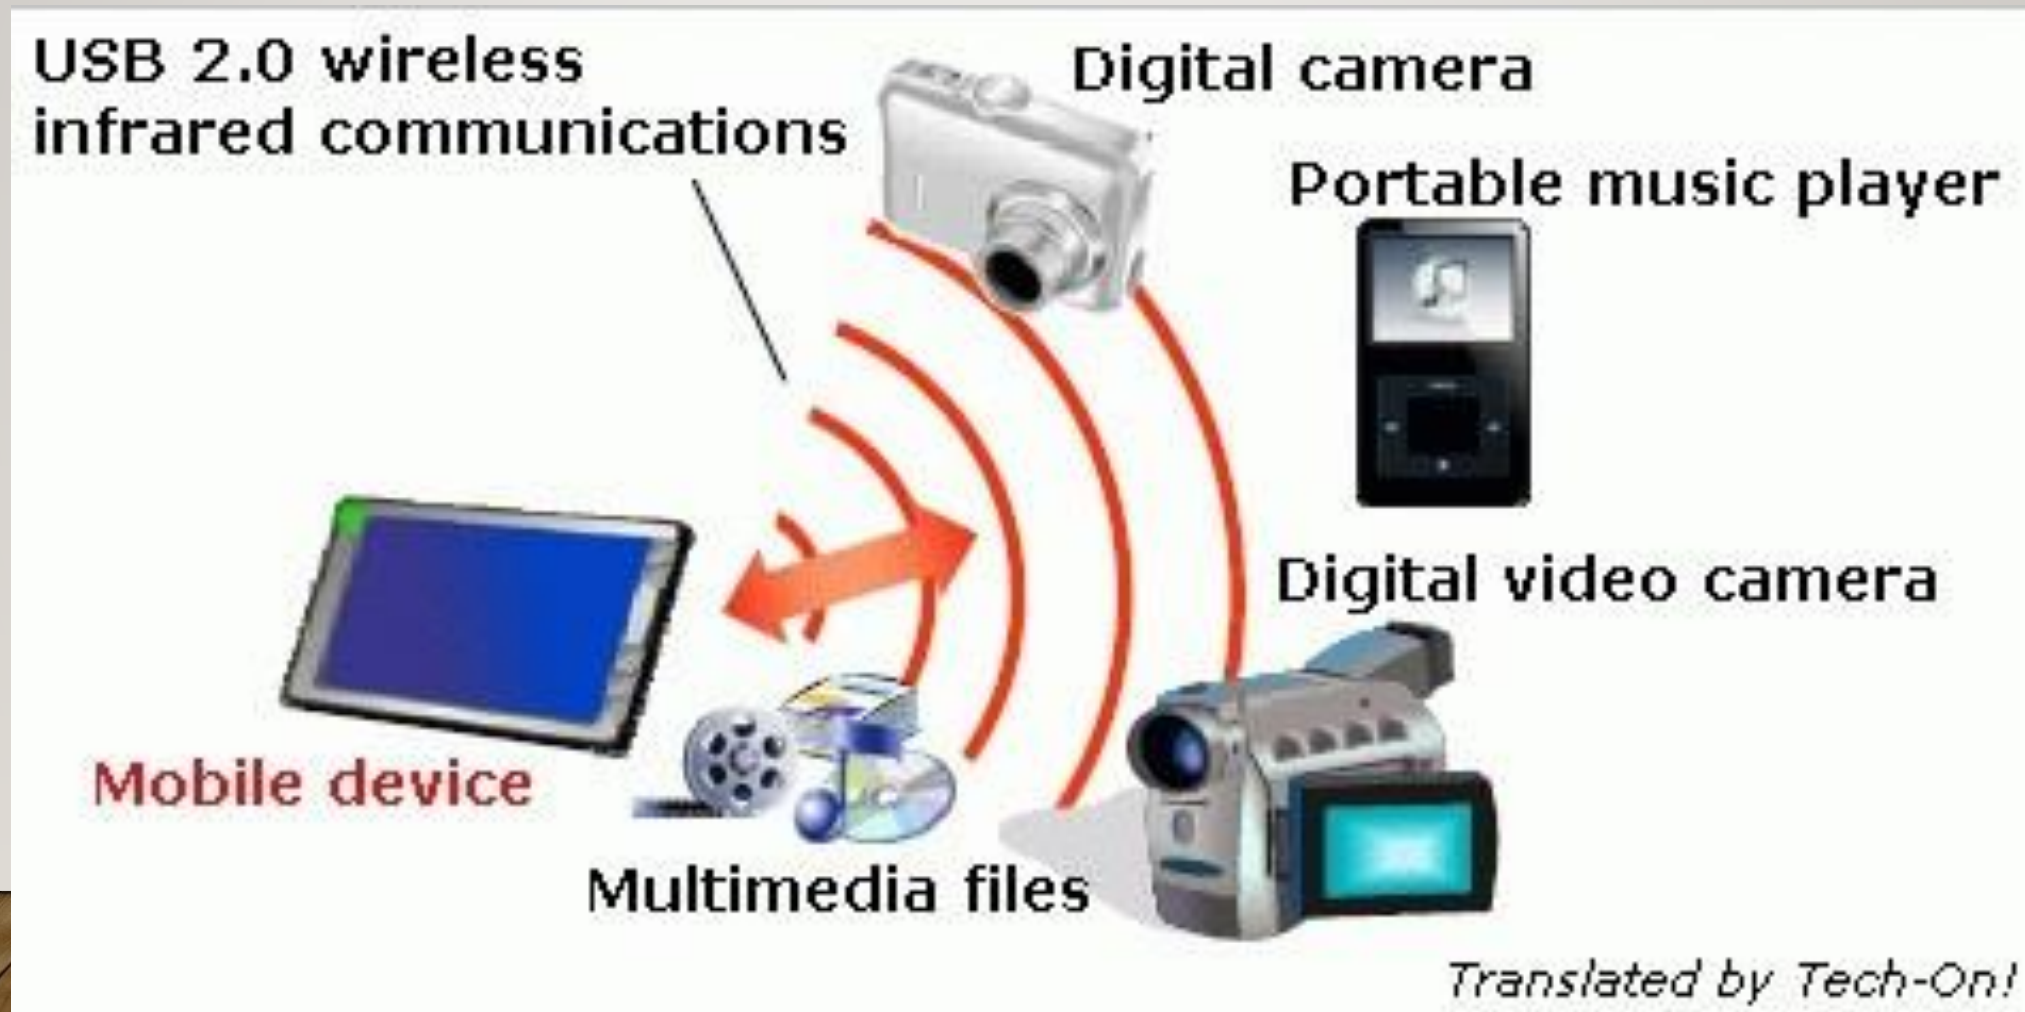 USB 2.0 wireless
infrared communications
Digital camera
Portable music player
Digital video camera
Mobile device
Multimedia files
Translated by Tech-On!